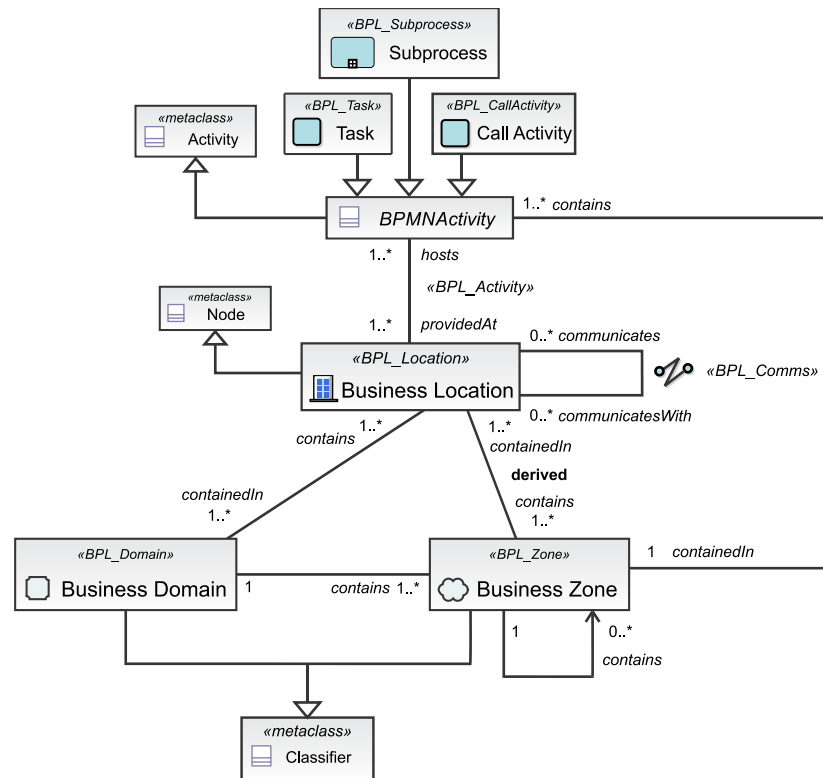 «BPL_Subprocess»
Subprocess
«metaclass»
Activity
«BPL_Task»
Task
«BPL_CallActivity»
Call Activity
BPMNActivity
1..* contains
1..* hosts
«BPL_Activity»
1..* providedAt
«metaclass»
Node
«BPL_Location»
Business Location
0..* communicates
«BPL_Comms»
0..* communicatesWith
1..*
contains
1..*
containedIn
derived
containedIn
1..*
contains
1..*
«BPL_Domain»
Business Domain
1
contains 1..*
«BPL_Zone»
Business Zone
1 containedIn
1
0..*
contains
«metaclass»
Classifier